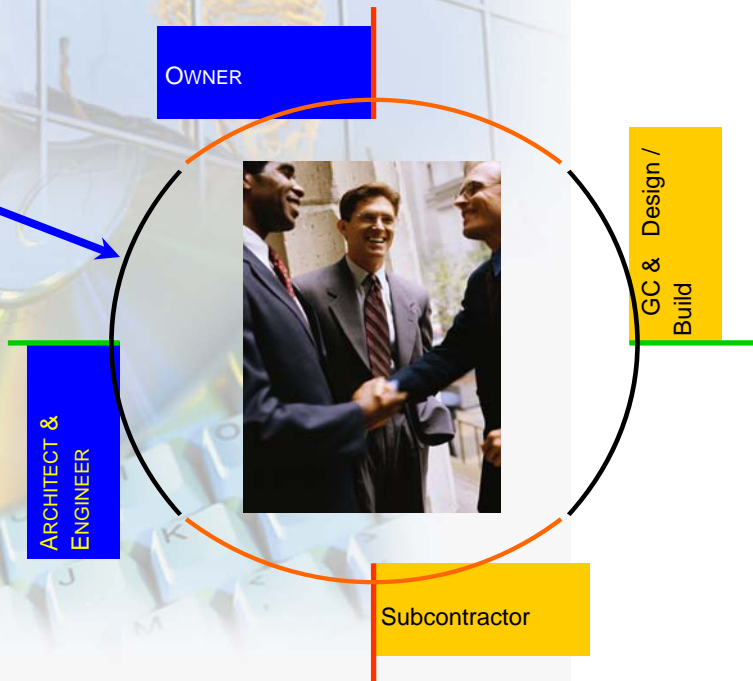 OWNER
GC & Design /
Build
ARCHITECT &
ENGINEER
Subcontractor